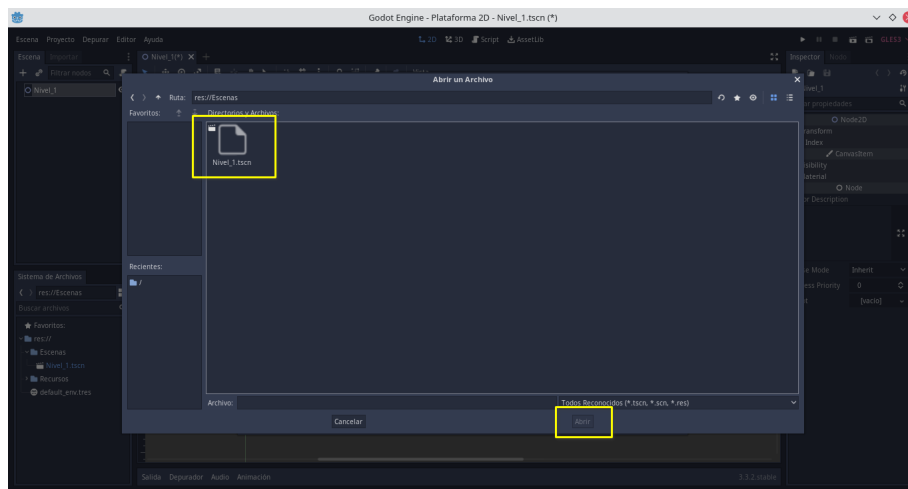 Godot Engine - Plataforma 2D - Nivel_1.tscn (*)
Escena Proyecto Depurar Editor Ayuda
2D 3D Script AssetLib
GLES3
Escena Importar
Nivel_1(*)
Inspector Nodo
Filtrar nodos
Nivel_1
Abrir un Archivo
Ruta: res://Escenas
Favoritos:
Directorios y Archivos:
Nivel_1.tscn
Node2D
Index
CanvasItem
Node
Recientes:
/
Sistema de Archivos
res://Escenas
Buscar archivos
Favoritos:
res://
Escenas
Nivel_1.tscn
Recursos
default_env.tres
Mode Inherit
Priority 0
[vacío]
Archivo:
Todos Reconocidos (*.tscn, *.scn, *.res)
Cancelar
Abrir
Salida Depurador Audio Animación
3.3.2.stable